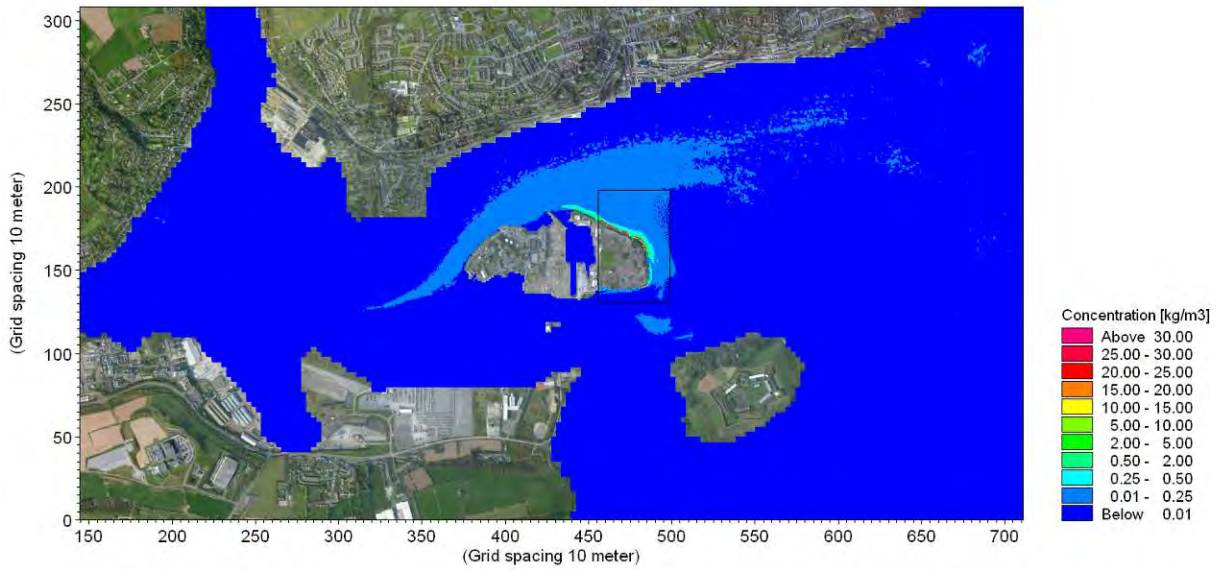 300
250
200
150
100
50
0
(Grid spacing 10 meter)
150 200 250 300 350 400 450 500 550 600 650 700
(Grid spacing 10 meter)
Concentration [kg/m3]
Above 30.00
25.00 - 30.00
20.00 - 25.00
15.00 - 20.00
10.00 - 15.00
5.00 - 10.00
2.00 - 5.00
0.50 - 2.00
0.25 - 0.50
0.01 - 0.25
Below 0.01